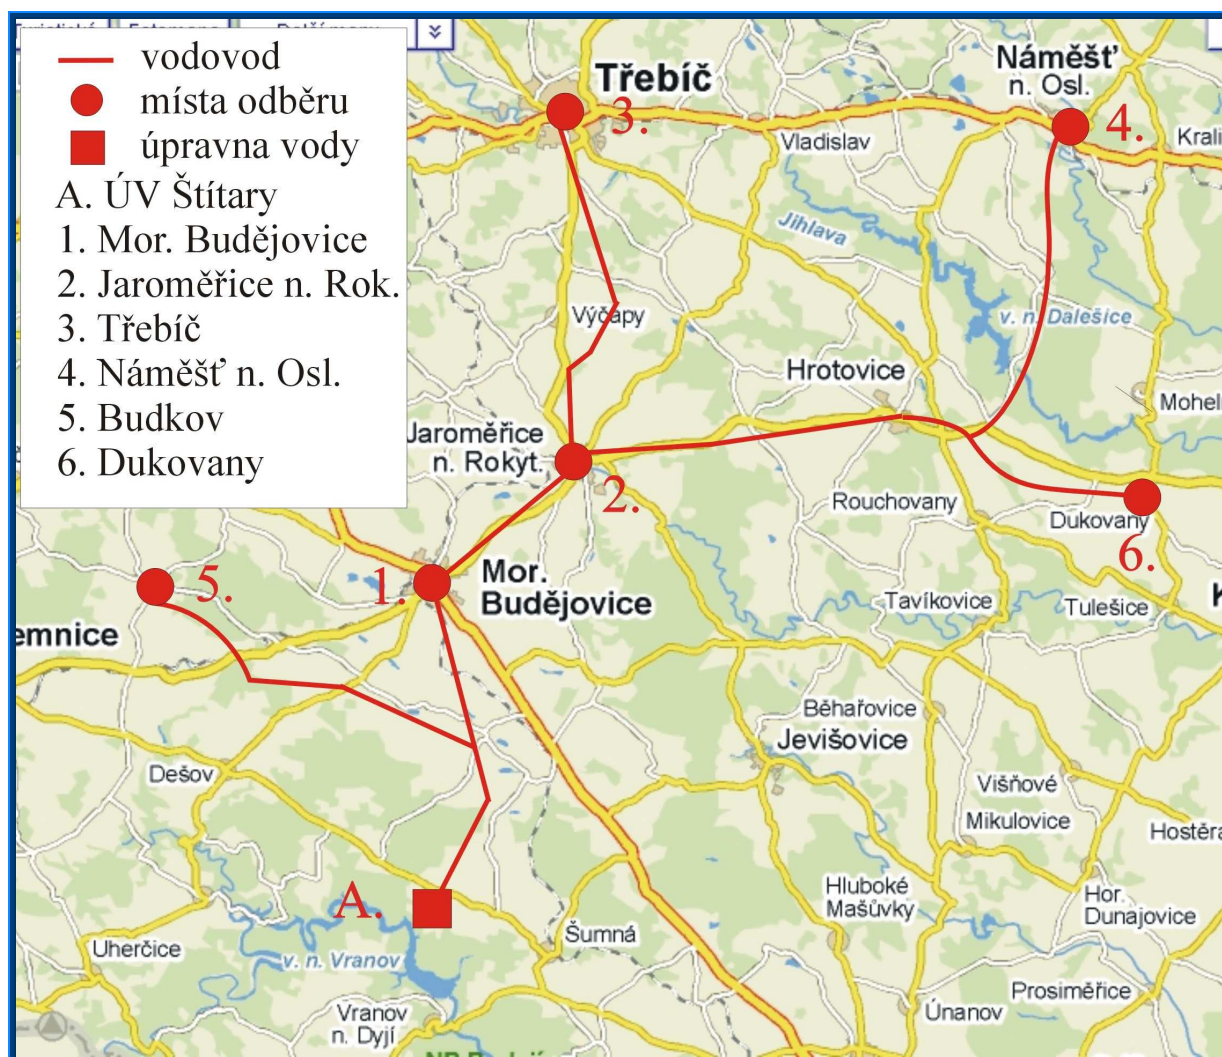 vodovod
místa odběru
úpravna vody
A. ÚV Štítary
1. Mor. Budějovice
2. Jaroměřice n. Rok.
3. Třebíč
4. Náměšť n. Osl.
5. Budkov
6. Dukovany
Třebíč
3.
Náměšť
n. Osl.
4.
Vladislav
Krali
Jihlava
Výčapy
v. n. Dalešice
Hrotovice
Moheln
Jaroměřice
n. Rokyt.
2.
Rouchovany
Dukovany
6.
5.
1.
Mor.
Budějovice
Tavíkovice
Tulešice
K
emnice
Běhařovice
Jevišovice
Dešov
Višňové
Mikulovice
Hostěra
A.
Hluboké
Mašůvky
Hor.
Dunajovice
Šumná
Uherčice
v. n. Vranov
Prosiměřice
Únanov
Vranov
n. Dyjí